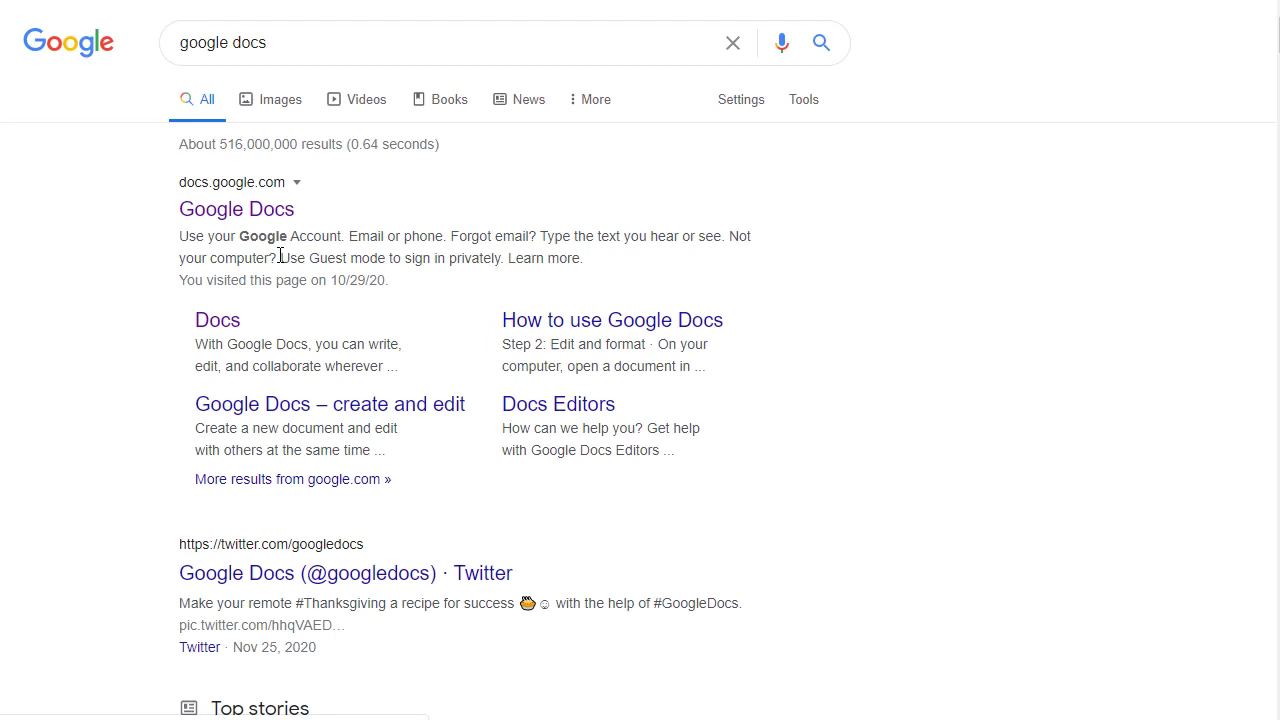 Google
google docs
All Images Videos Books News More Settings Tools
About 516,000,000 results (0.64 seconds)
docs.google.com
Google Docs
Use your Google Account. Email or phone. Forgot email? Type the text you hear or see. Not
your computer? Use Guest mode to sign in privately. Learn more.
You visited this page on 10/29/20.
Docs
With Google Docs, you can write,
edit, and collaborate wherever ...
How to use Google Docs
Step 2: Edit and format · On your
computer, open a document in ...
Google Docs – create and edit
Create a new document and edit
with others at the same time ...
Docs Editors
How can we help you? Get help
with Google Docs Editors ...
More results from google.com »
https://twitter.com/googledocs
Google Docs (@googledocs) · Twitter
Make your remote #Thanksgiving a recipe for success 🥧☺ with the help of #GoogleDocs.
pic.twitter.com/hhqVAED…
Twitter · Nov 25, 2020
Top stories